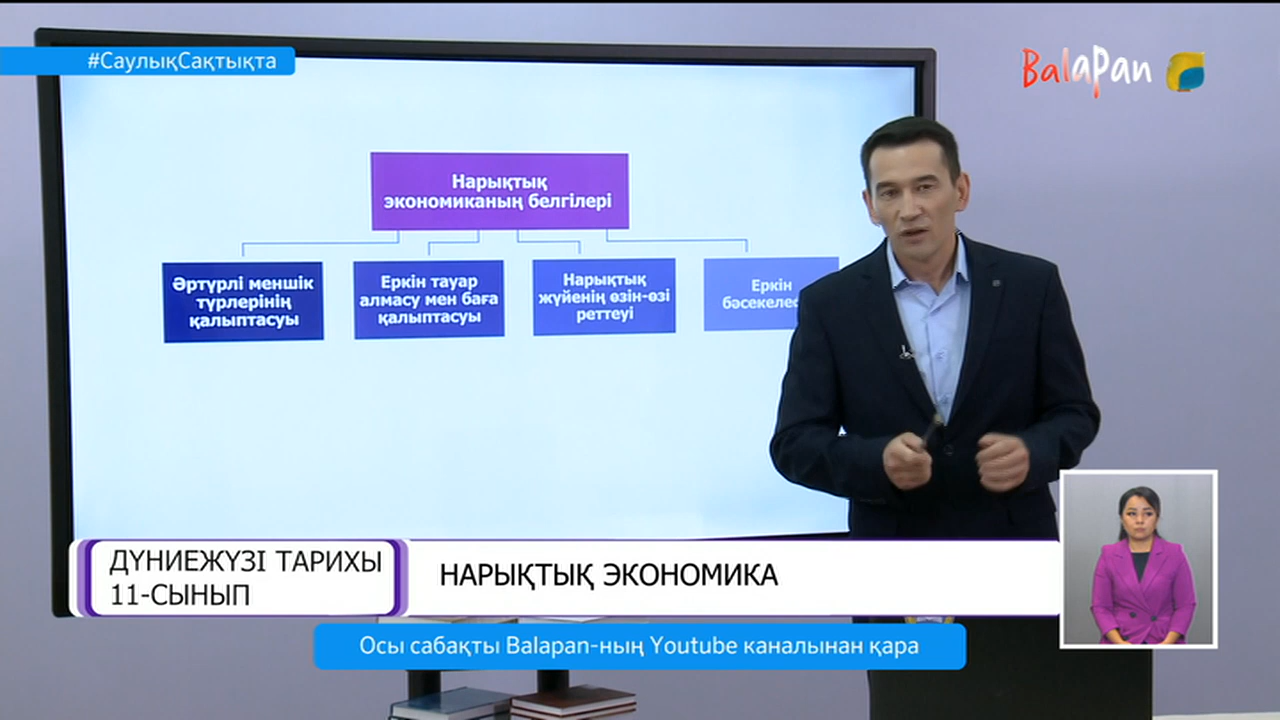 #СаулықСақтықта
Balapan
Нарықтық
экономиканың белгілері
Әртүрлі меншік
түрлерінің
қалыптасуы
Еркін тауар
алмасу мен баға
қалыптасуы
Нарықтық
жүйенің өзін-өзі
реттеуі
Еркін
ДҮНИЕЖҮЗІ ТАРИХЫ
11-СЫНЫП
НАРЫҚТЫҚ ЭКОНОМИКА
Осы сабақты Balapan-ның Youtube каналынан қара